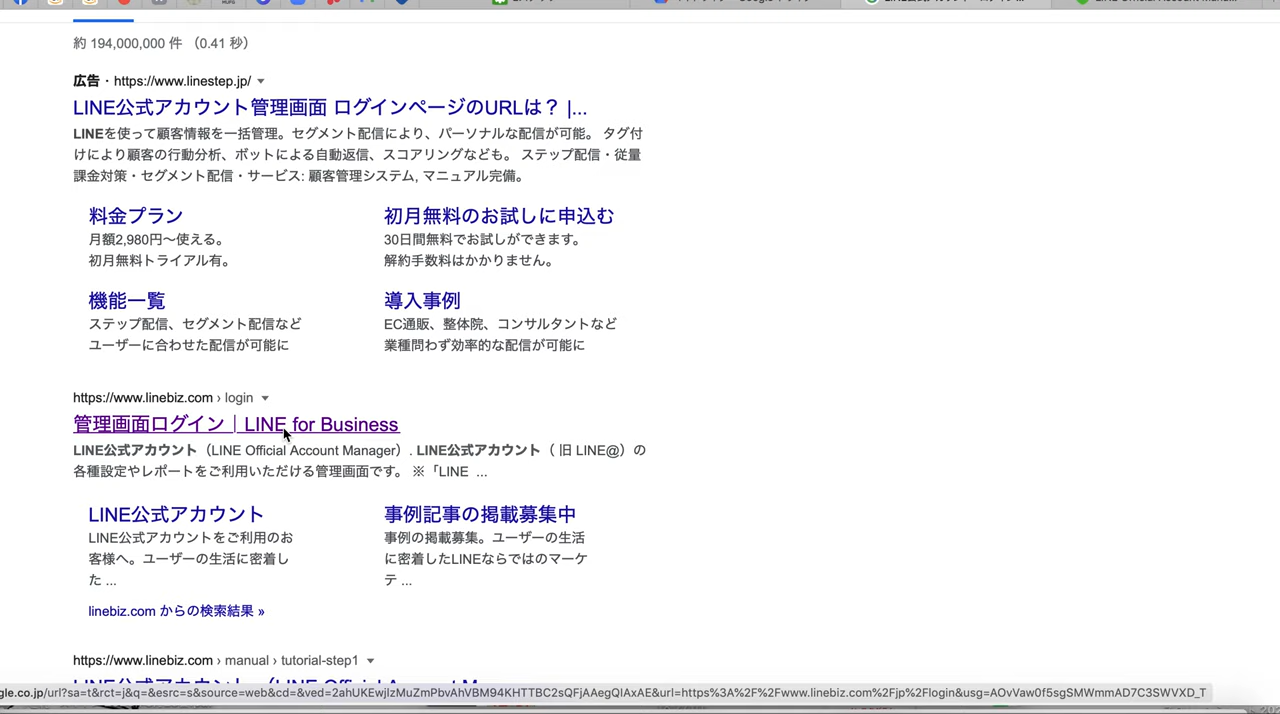 約 194,000,000 件 （0.41 秒）
広告・https://www.linestep.jp/
LINE公式アカウント管理画面 ログインページのURLは？ |...
LINEを使って顧客情報を一括管理。セグメント配信により、パーソナルな配信が可能。 タグ付
けにより顧客の行動分析、ボットによる自動返信、スコアリングなども。 ステップ配信・従量
課金対策・セグメント配信・サービス: 顧客管理システム, マニュアル完備。
料金プラン
月額2,980円〜使える。
初月無料トライアル有。
初月無料のお試しに申込む
30日間無料でお試しができます。
解約手数料はかかりません。
機能一覧
ステップ配信、セグメント配信など
ユーザーに合わせた配信が可能に
導入事例
EC通販、整体院、コンサルタントなど
業種問わず効率的な配信が可能に
https://www.linebiz.com › login
管理画面ログイン｜LINE for Business
LINE公式アカウント（LINE Official Account Manager）. LINE公式アカウント（ 旧 LINE@）の
各種設定やレポートをご利用いただける管理画面です。 ※「LINE ...
LINE公式アカウント
LINE公式アカウントをご利用のお
客様へ。ユーザーの生活に密着し
た ...
事例記事の掲載募集中
事例の掲載募集。ユーザーの生活
に密着したLINEならではのマーケ
テ ...
linebiz.com からの検索結果 »
https://www.linebiz.com › manual › tutorial-step1
gle.co.jp/url?sa=t&rct=j&q=&esrc=s&source=web&cd=&ved=2ahUKEwjIzMuZmPbvAhVBM94KHTTBC2sQFjAAegQIAxAE&url=https%3A%2F%2Fwww.linebiz.com%2Fjp%2Flogin&usg=AOvVaw0f5sgSMWmmAD7C3SWVXD_T